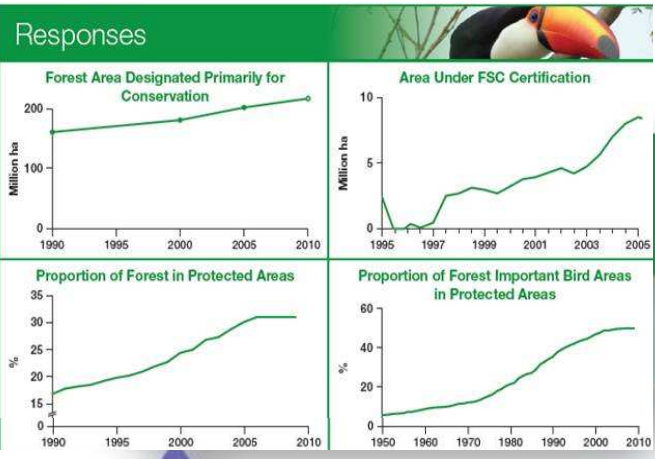 Responses
Forest Area Designated Primarily for
Conservation
Million ha
200
100
0
1990 1995 2000 2005 2010
Area Under FSC Certification
Million ha
10
5
0
1995 1997 1999 2001 2003 2005
Proportion of Forest in Protected Areas
%
35
30
25
20
15
0
1990 1995 2000 2005 2010
Proportion of Forest Important Bird Areas
in Protected Areas
%
60
40
20
0
1950 1960 1970 1980 1990 2000 2010